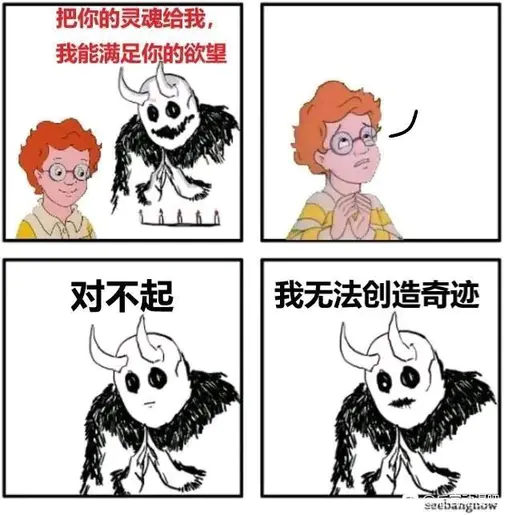 把你的灵魂给我,
我能满足你的欲望
对不起
我无法创造奇迹
seebangnow